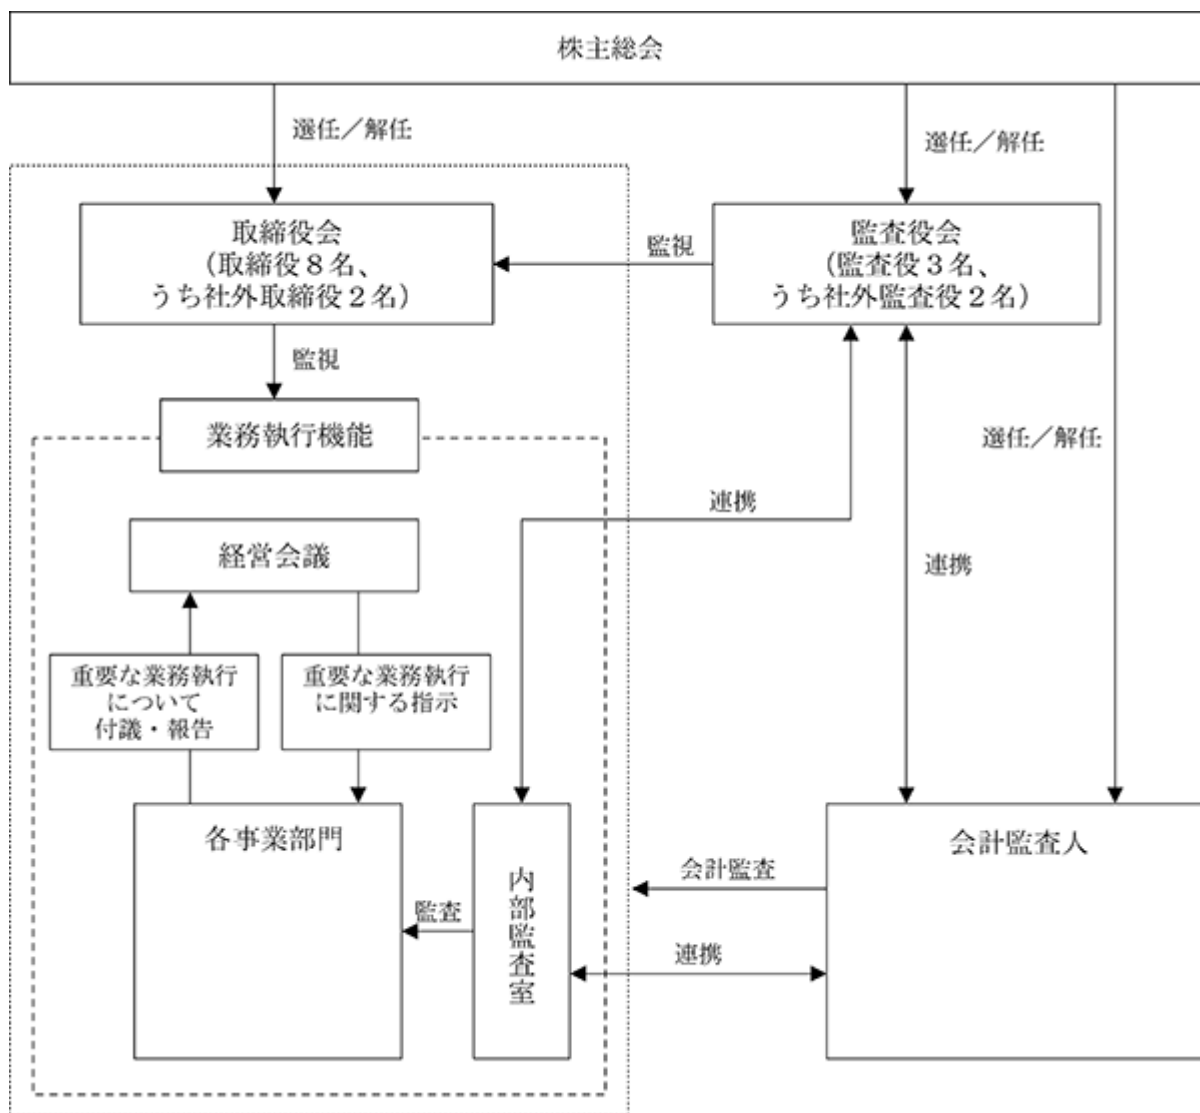 株主総会
選任／解任
選任／解任
取締役会
（取締役８名、
うち社外取締役２名）
監視
監査役会
（監査役３名、
うち社外監査役２名）
監視
業務執行機能
選任／解任
連携
経営会議
連携
重要な業務執行
について
付議・報告
重要な業務執行
に関する指示
各事業部門
内部監査室
会計監査人
会計監査
監査
連携